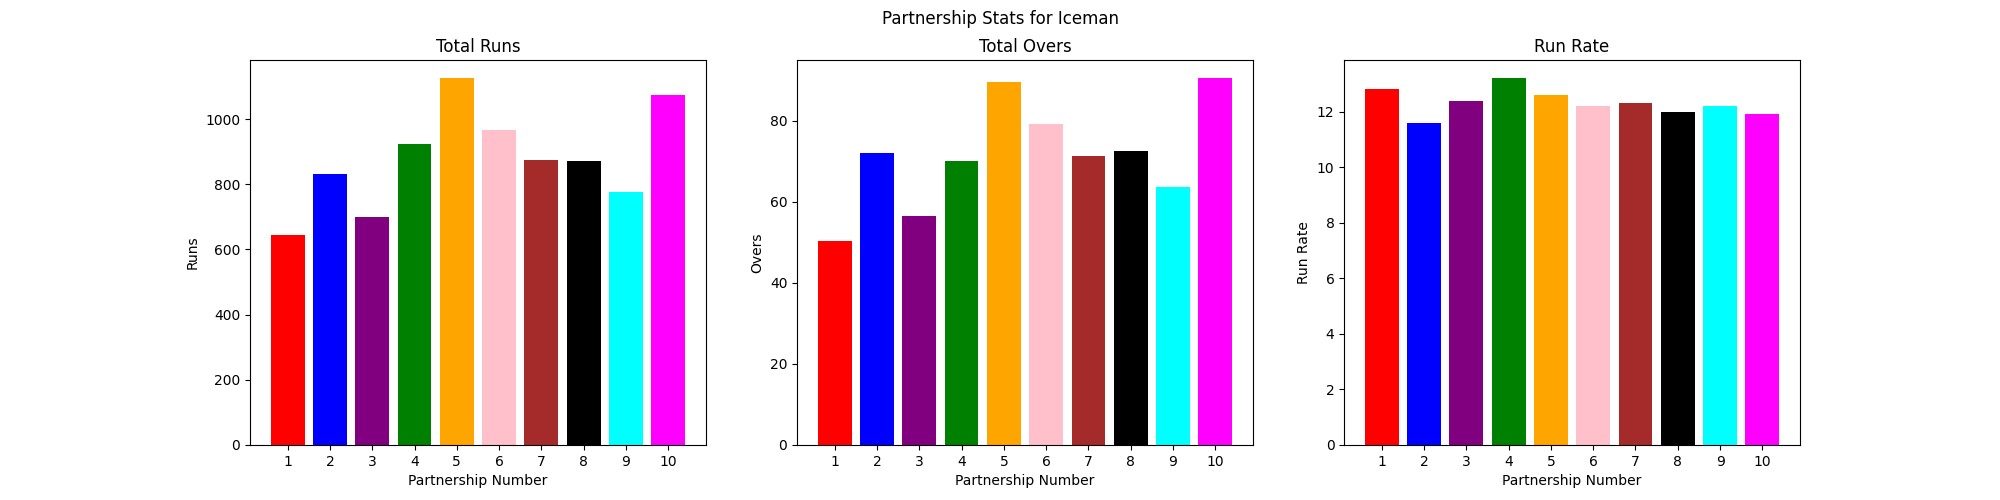 Partnership Stats for Iceman
Total Runs
Runs
0
200
400
600
800
1000
1 2 3 4 5 6 7 8 9 10
Partnership Number
Total Overs
Overs
0
20
40
60
80
1 2 3 4 5 6 7 8 9 10
Partnership Number
Run Rate
Run Rate
0
2
4
6
8
10
12
1 2 3 4 5 6 7 8 9 10
Partnership Number